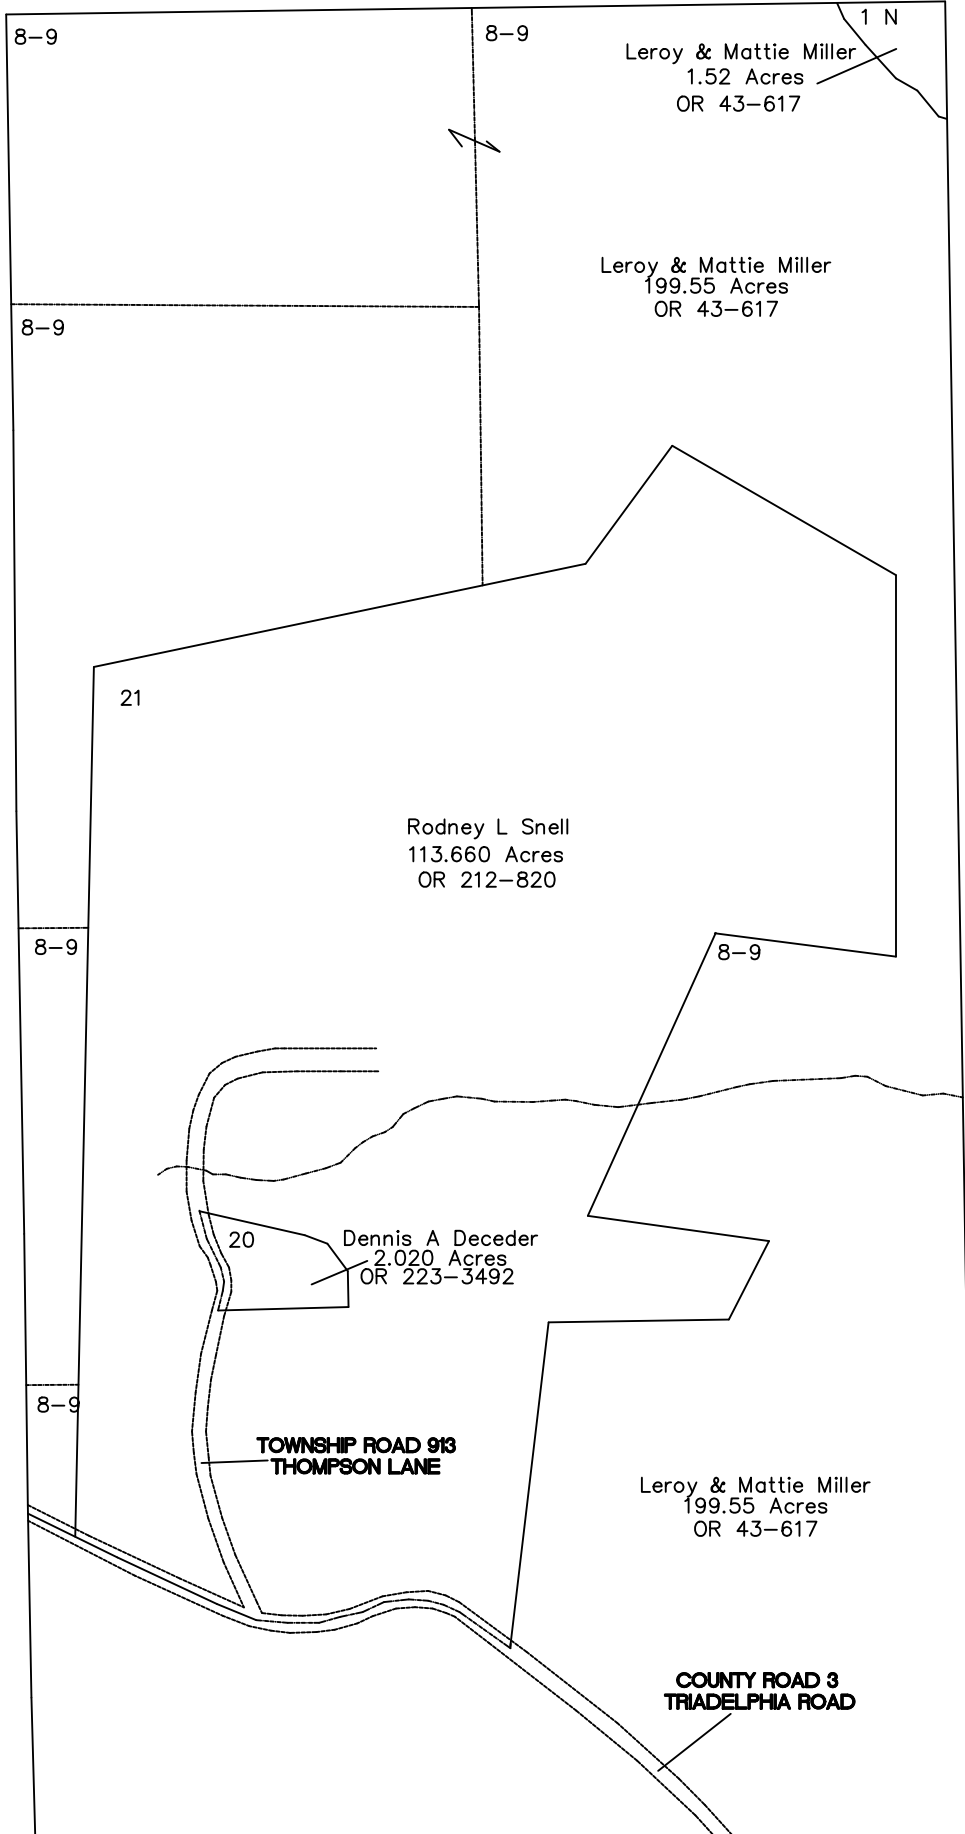 8-9
8-9
1 N
Leroy & Mattie Miller
1.52 Acres
OR 43-617
Leroy & Mattie Miller
199.55 Acres
OR 43-617
8-9
21
Rodney L Snell
113.660 Acres
OR 212-820
8-9
8-9
20
Dennis A Deceder
2.020 Acres
OR 223-3492
8-9
TOWNSHIP ROAD 913
THOMPSON LANE
Leroy & Mattie Miller
199.55 Acres
OR 43-617
COUNTY ROAD 3
TRIADELPHIA ROAD